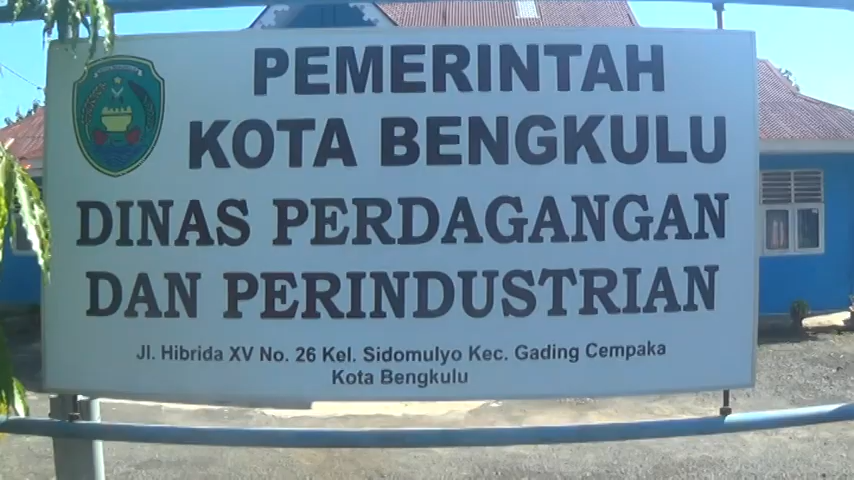 PEMERINTAH
KOTA BENGKULU
DINAS PERDAGANGAN
DAN PERINDUSTRIAN
Jl. Hibrida XV No. 26 Kel. Sidomulyo Kec. Gading Cempaka
Kota Bengkulu